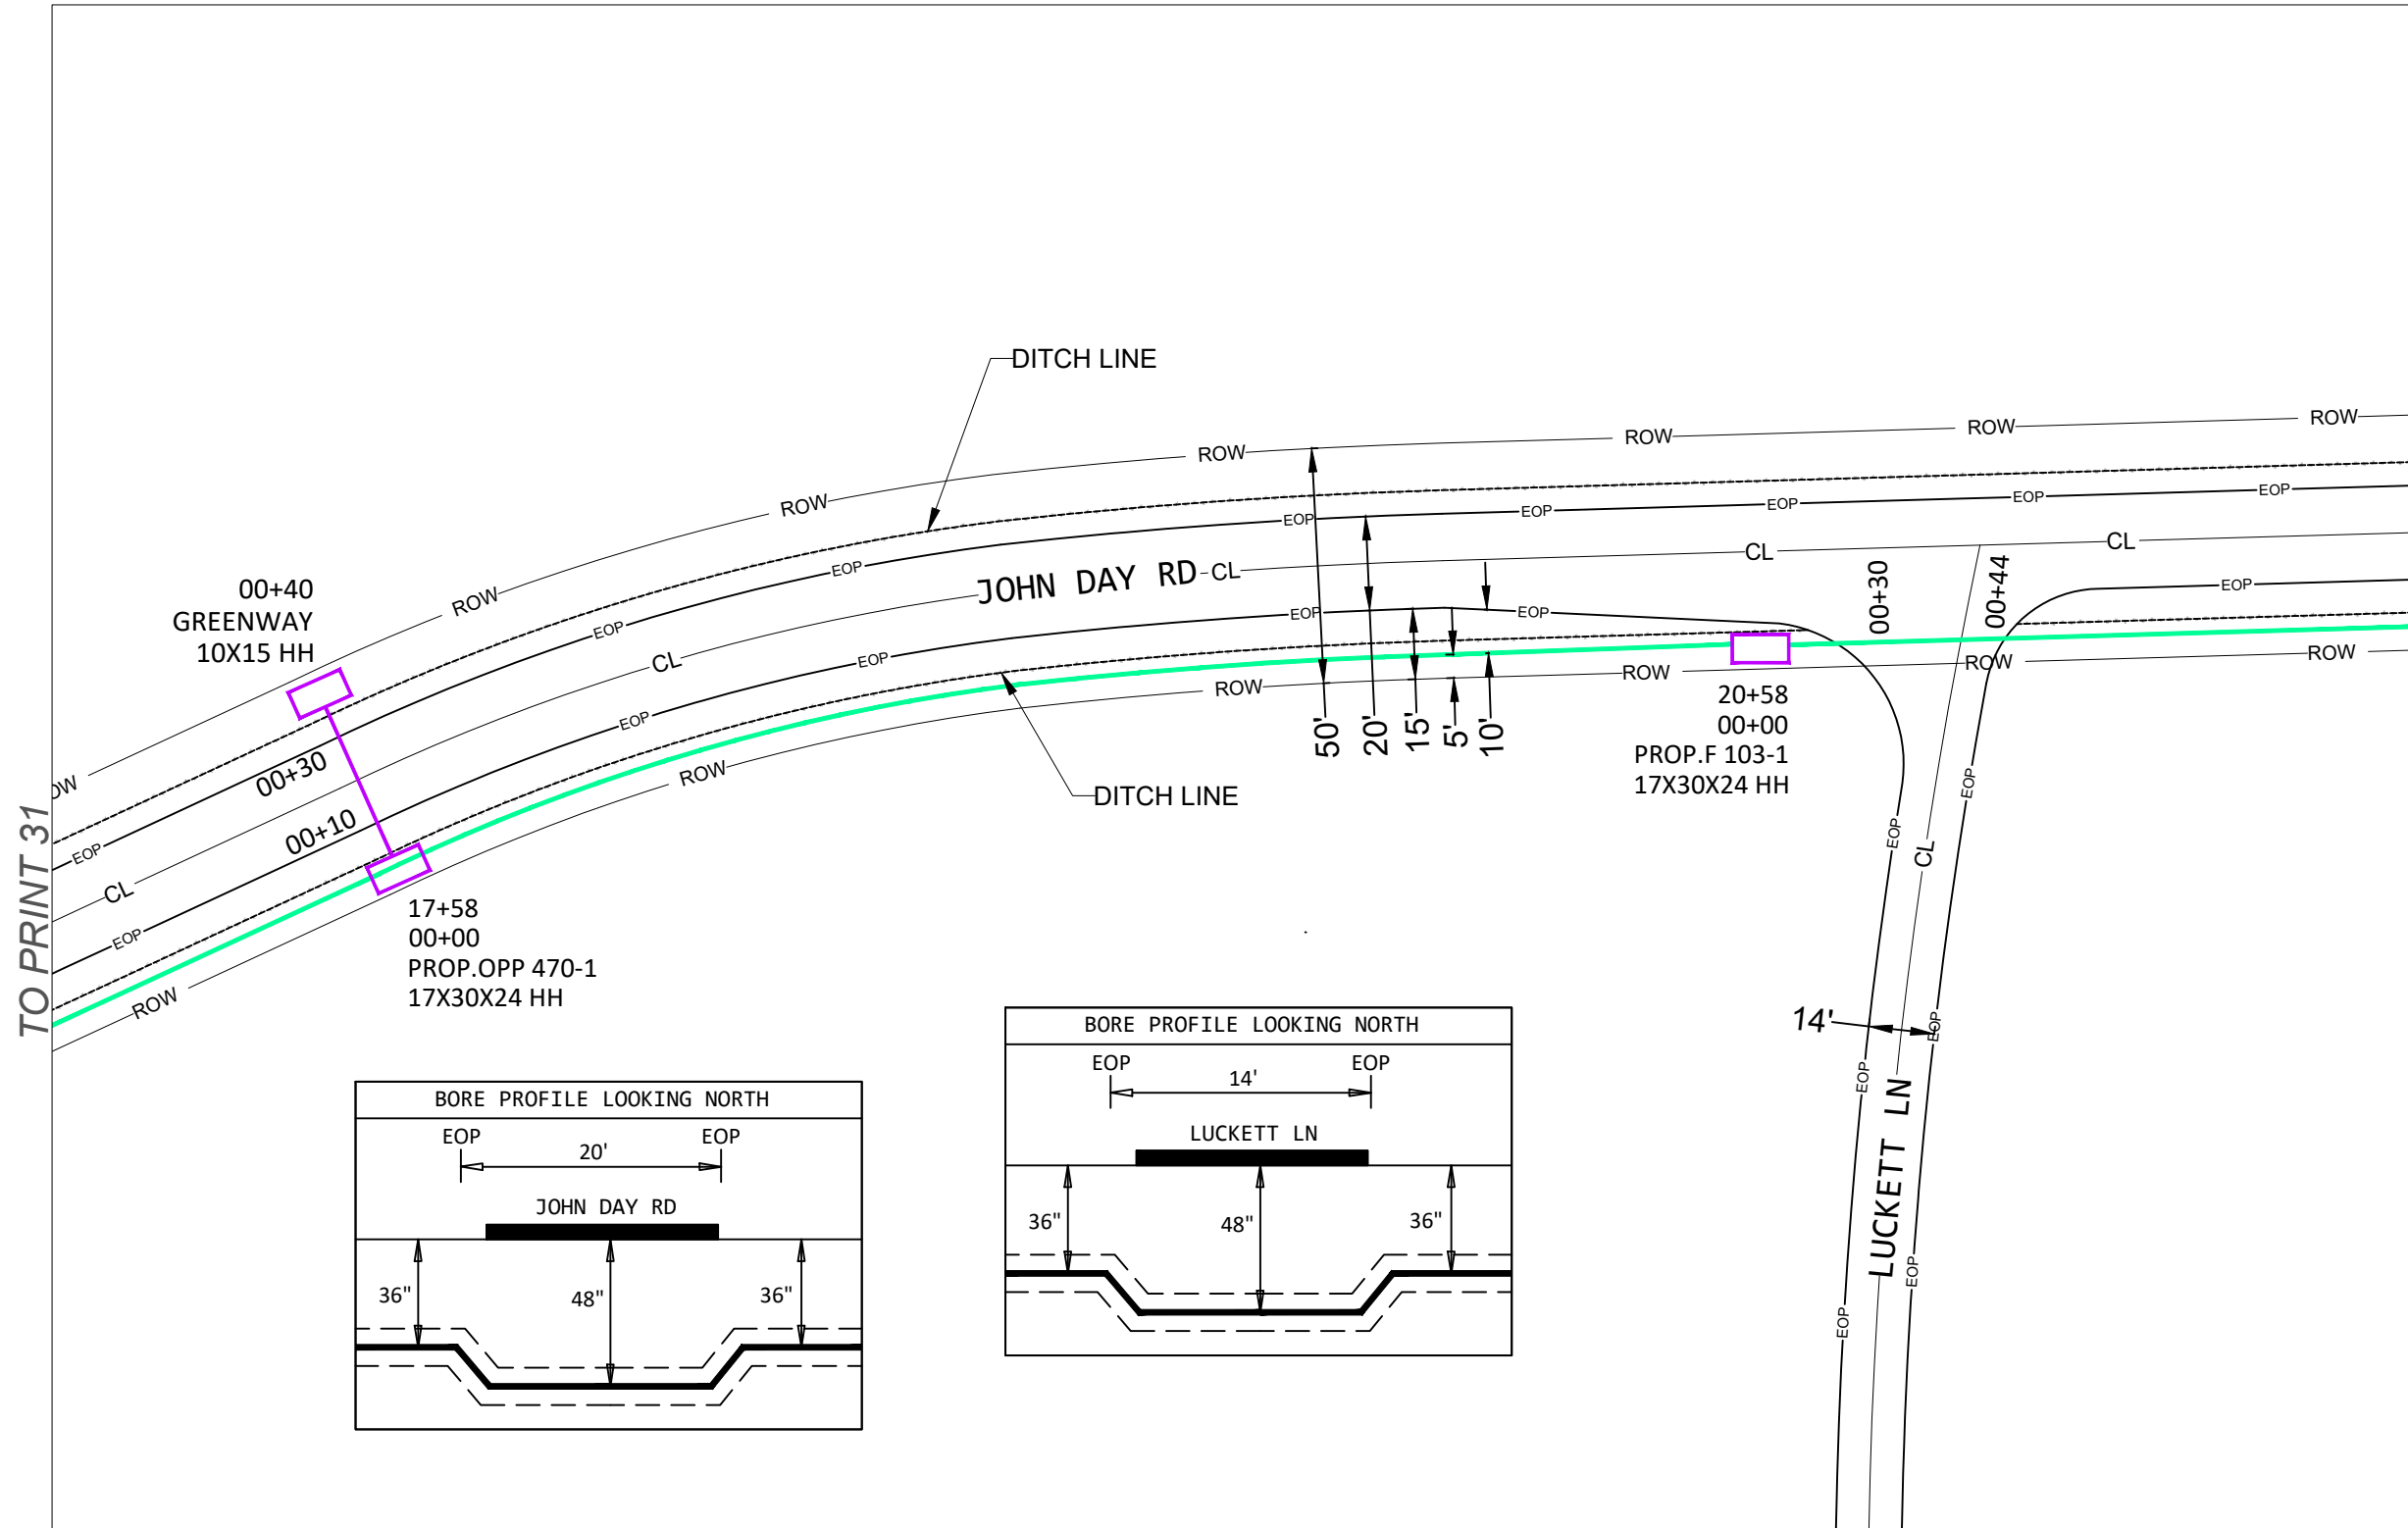 DITCH LINE
ROW
ROW
ROW
ROW
ROW
ROW
ROW
EOP
EOP
EOP
EOP
EOP
EOP
EOP
EOP
CL
CL
CL
CL
CL
JOHN DAY RD
00+40
GREENWAY
10X15 HH
00+30
00+10
EOP
EOP
EOP
EOP
EOP
EOP
ROW
ROW
ROW
ROW
ROW
ROW
50'
20'
15'
5'
10'
00+30
00+44
20+58
00+00
PROP.F 103-1
17X30X24 HH
DITCH LINE
TO PRINT 31
17+58
00+00
PROP.OPP 470-1
17X30X24 HH
EOP
EOP
EOP
EOP
EOP
EOP
CL
14'
LUCKETT LN
BORE PROFILE LOOKING NORTH
EOP
EOP
20'
JOHN DAY RD
36"
48"
36"
BORE PROFILE LOOKING NORTH
EOP
EOP
14'
LUCKETT LN
36"
48"
36"